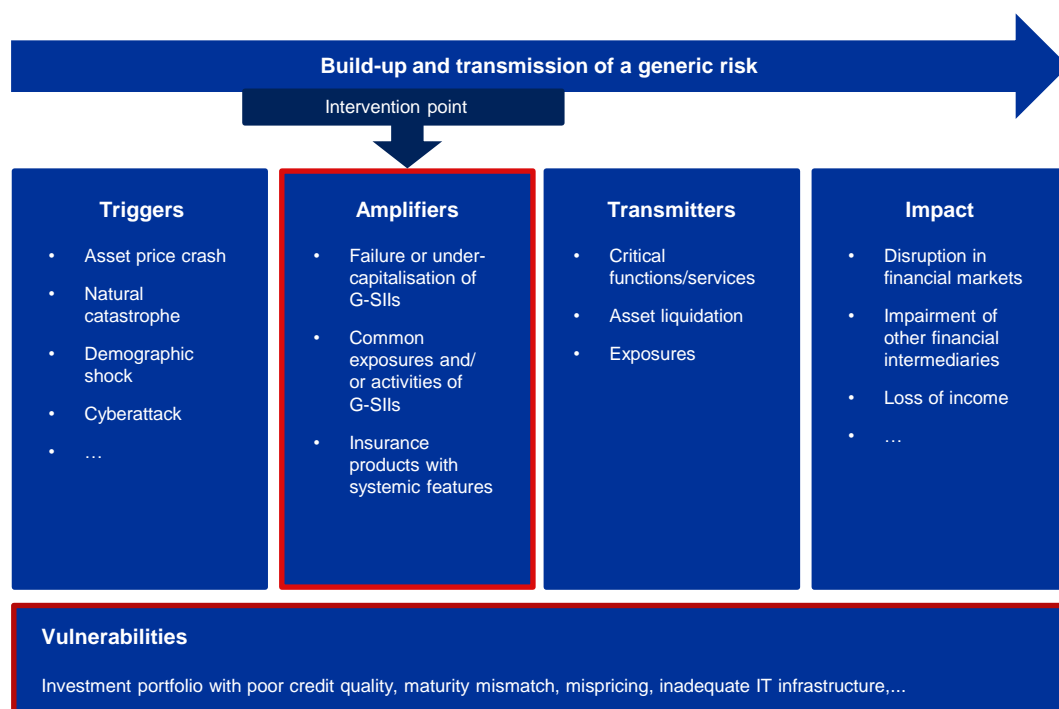 Build-up and transmission of a generic risk
Intervention point
Triggers
• Asset price crash
• Natural
catastrophe
• Demographic
shock
• Cyberattack
• …
Amplifiers
• Failure or under-
capitalisation of
G-SIIs
• Common
exposures and/
or activities of
G-SIIs
• Insurance
products with
systemic features
Transmitters
• Critical
functions/services
• Asset liquidation
• Exposures
Impact
• Disruption in
financial markets
• Impairment of
other financial
intermediaries
• Loss of income
• …
Vulnerabilities
Investment portfolio with poor credit quality, maturity mismatch, mispricing, inadequate IT infrastructure,...